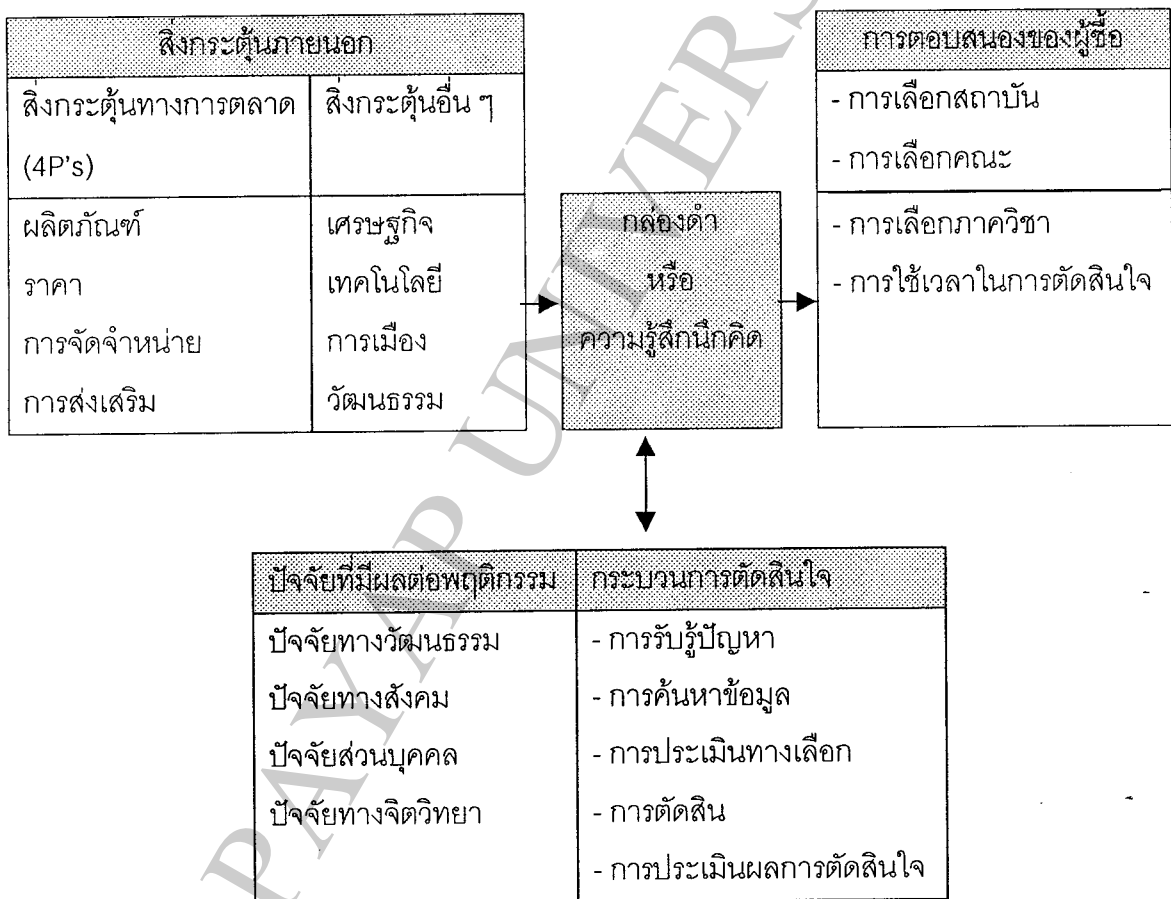 สิ่งกระตุ้นภายนอก
สิ่งกระตุ้นทางการตลาด
(4P's)
สิ่งกระตุ้นอื่น ๆ
ผลิตภัณฑ์
ราคา
การจัดจำหน่าย
การส่งเสริม
เศรษฐกิจ
เทคโนโลยี
การเมือง
วัฒนธรรม
กล่องดำ
หรือ
ความรู้สึกนึกคิด
การตอบสนองของผู้ซื้อ
- การเลือกสถาบัน
- การเลือกคณะ
- การเลือกภาควิชา
- การใช้เวลาในการตัดสินใจ
ปัจจัยที่มีผลต่อพฤติกรรม
ปัจจัยทางวัฒนธรรม
ปัจจัยทางสังคม
ปัจจัยส่วนบุคคล
ปัจจัยทางจิตวิทยา
กระบวนการตัดสินใจ
- การรับรู้ปัญหา
- การค้นหาข้อมูล
- การประเมินทางเลือก
- การตัดสิน
- การประเมินผลการตัดสินใจ
PAYAP UNIVERS